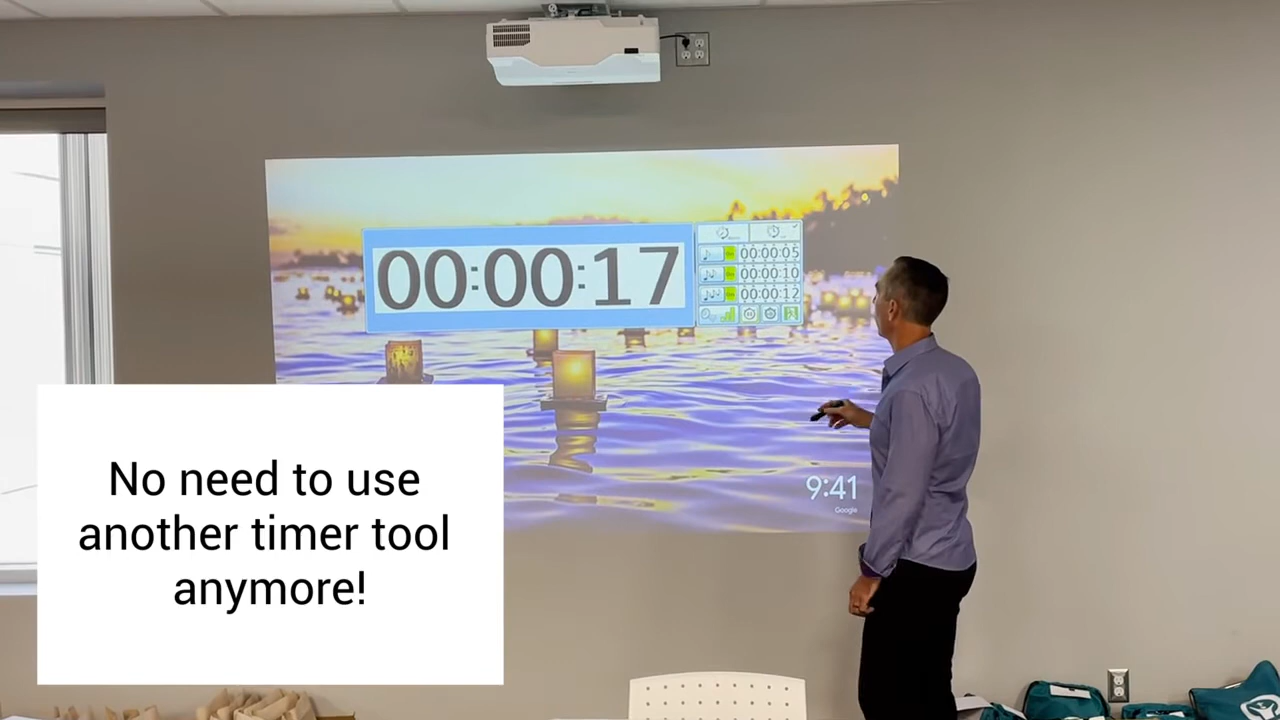 00:00:17
00:00:05
00:00:10
00:00:12
9:41
Google
No need to use
another timer tool
anymore!